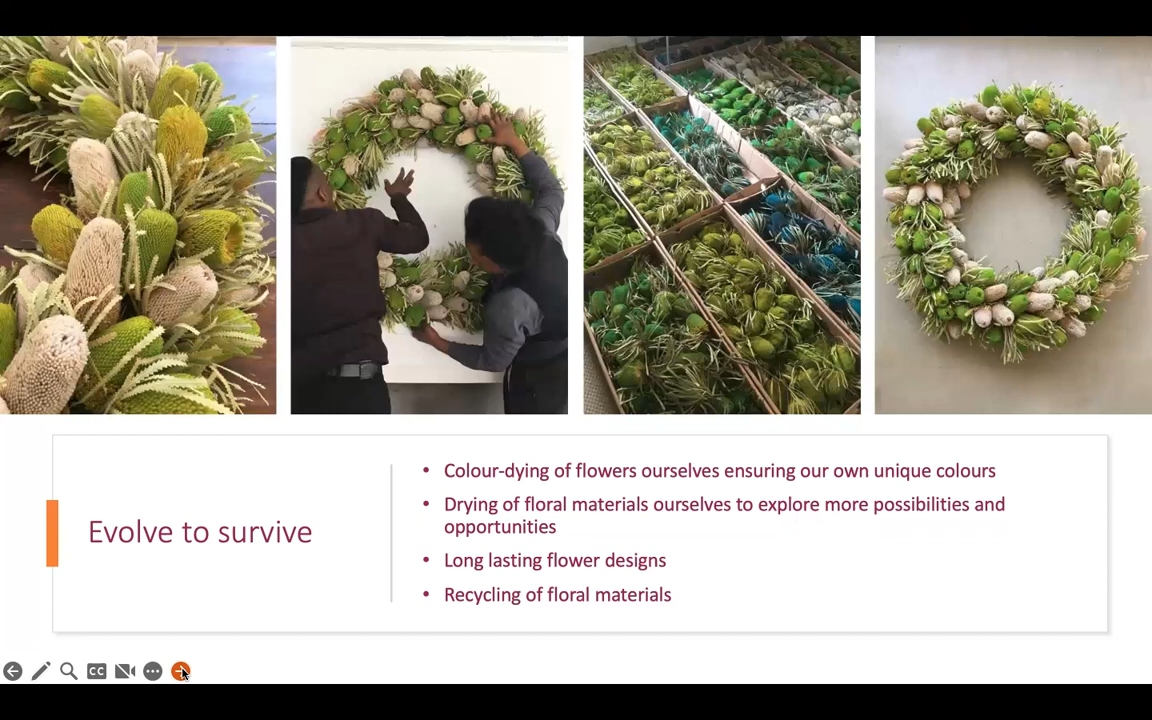 Evolve to survive
• Colour-dying of flowers ourselves ensuring our own unique colours
• Drying of floral materials ourselves to explore more possibilities and
opportunities
• Long lasting flower designs
• Recycling of floral materials
CC